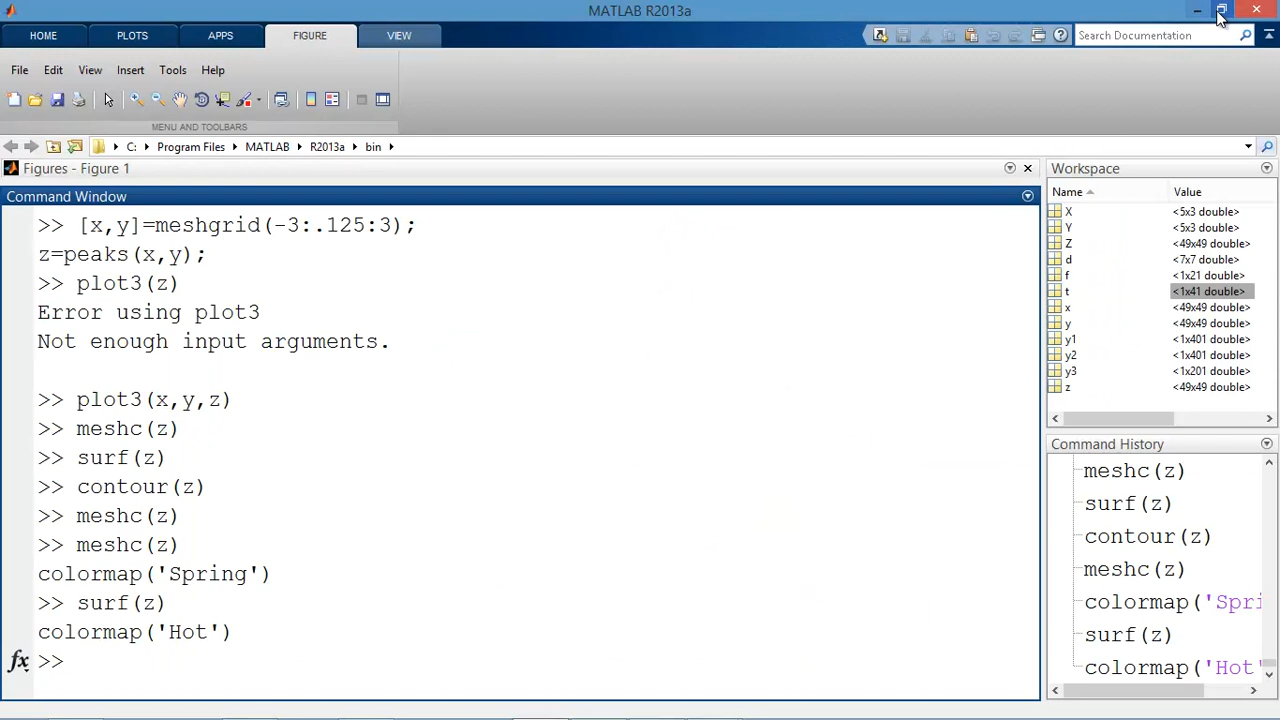 MATLAB R2013a
HOME PLOTS APPS FIGURE VIEW
Search Documentation
File Edit View Insert Tools Help
MENU AND TOOLBARS
C: Program Files MATLAB R2013a bin
Figures - Figure 1
Command Window
>> [x,y]=meshgrid(-3:.125:3);
z=peaks(x,y);
>> plot3(z)
Error using plot3
Not enough input arguments.
>> plot3(x,y,z)
>> meshc(z)
>> surf(z)
>> contour(z)
>> meshc(z)
>> meshc(z)
colormap('Spring')
>> surf(z)
colormap('Hot')
fx >>
Workspace
Name Value
X <5x3 double>
Y <5x3 double>
Z <49x49 double>
d <7x7 double>
f <1x21 double>
t <1x41 double>
x <49x49 double>
y <49x49 double>
y1 <1x401 double>
y2 <1x401 double>
y3 <1x201 double>
z <49x49 double>
Command History
meshc(z)
surf(z)
contour(z)
meshc(z)
colormap('Spri
surf(z)
colormap('Hot'